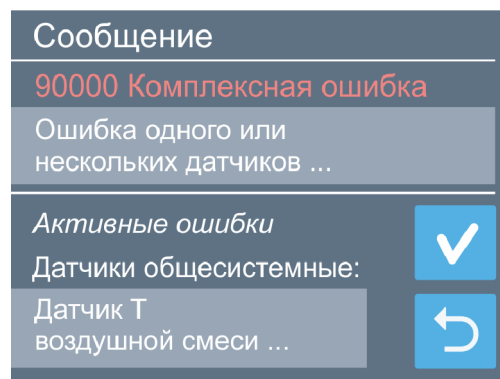 Сообщение
90000 Комплексная ошибка
Ошибка одного или
нескольких датчиков ...
Активные ошибки
Датчики общесистемные:
Датчик Т
воздушной смеси ...